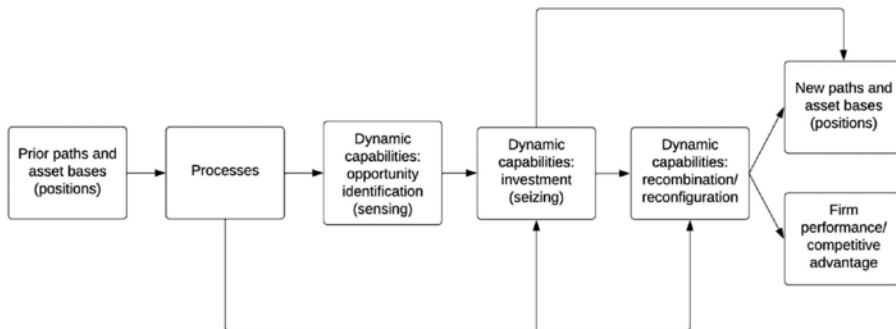 Prior paths and
asset bases
(positions)
Processes
Dynamic
capabilities:
opportunity
identification
(sensing)
Dynamic
capabilities:
investment
(seizing)
Dynamic
capabilities:
recombination/
reconfiguration
New paths and
asset bases
(positions)
Firm
performance/
competitive
advantage